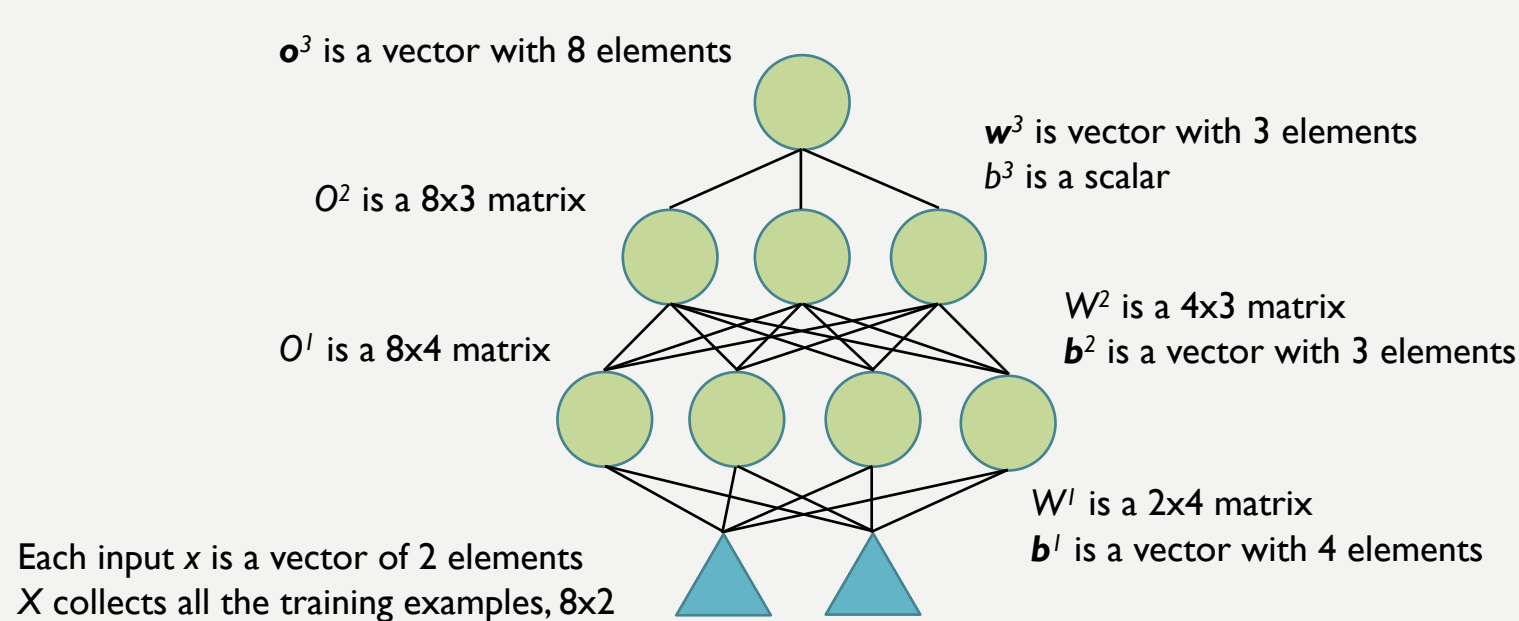 o³ is a vector with 8 elements
w³ is vector with 3 elements
b³ is a scalar
O² is a 8x3 matrix
W² is a 4x3 matrix
b² is a vector with 3 elements
O¹ is a 8x4 matrix
W¹ is a 2x4 matrix
b¹ is a vector with 4 elements
Each input x is a vector of 2 elements
X collects all the training examples, 8x2